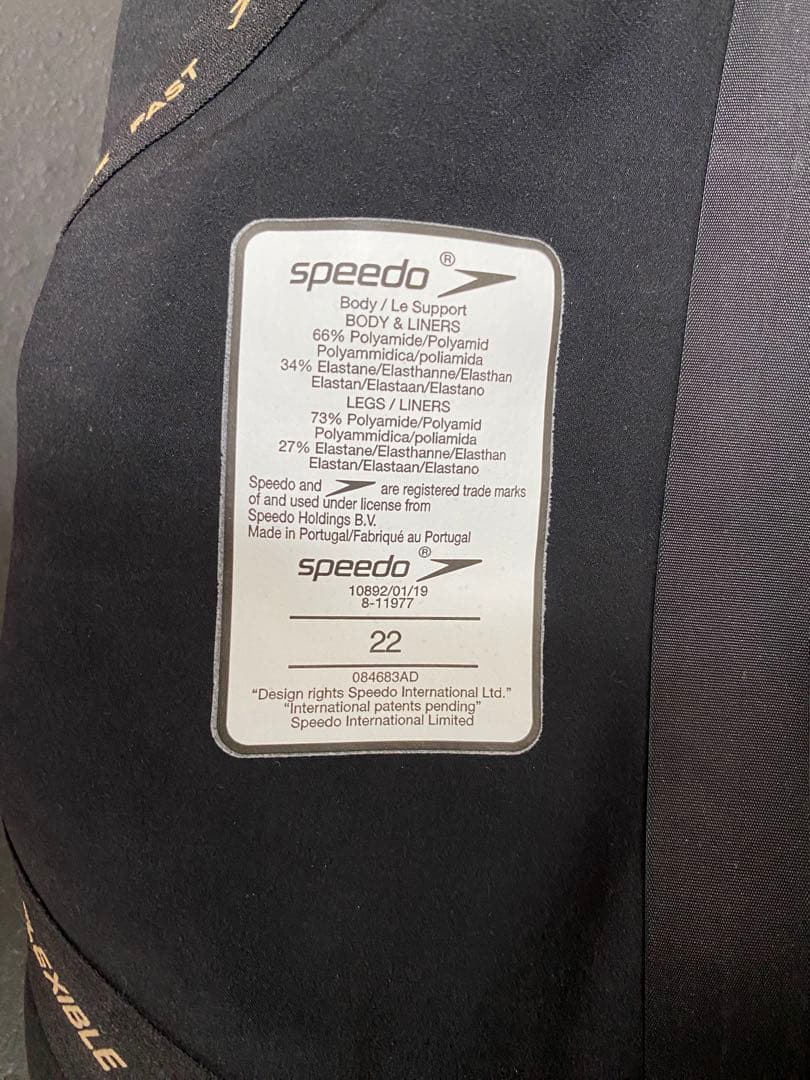 FAST
speedo®
Body / Le Support
BODY & LINERS
66% Polyamide/Polyamid
Polyammidica/poliamida
34% Elastane/Elasthanne/Elasthan
Elastan/Elastaan/Elastano
LEGS / LINERS
73% Polyamide/Polyamid
Polyammidica/poliamida
27% Elastane/Elasthanne/Elasthan
Elastan/Elastaan/Elastano
Speedo and are registered trade marks
of and used under license from
Speedo Holdings B.V.
Made in Portugal/Fabriqué au Portugal
speedo®
10892/01/19
8-11977
22
084683AD
“Design rights Speedo International Ltd.”
“International patents pending”
Speedo International Limited
FLEXIBLE